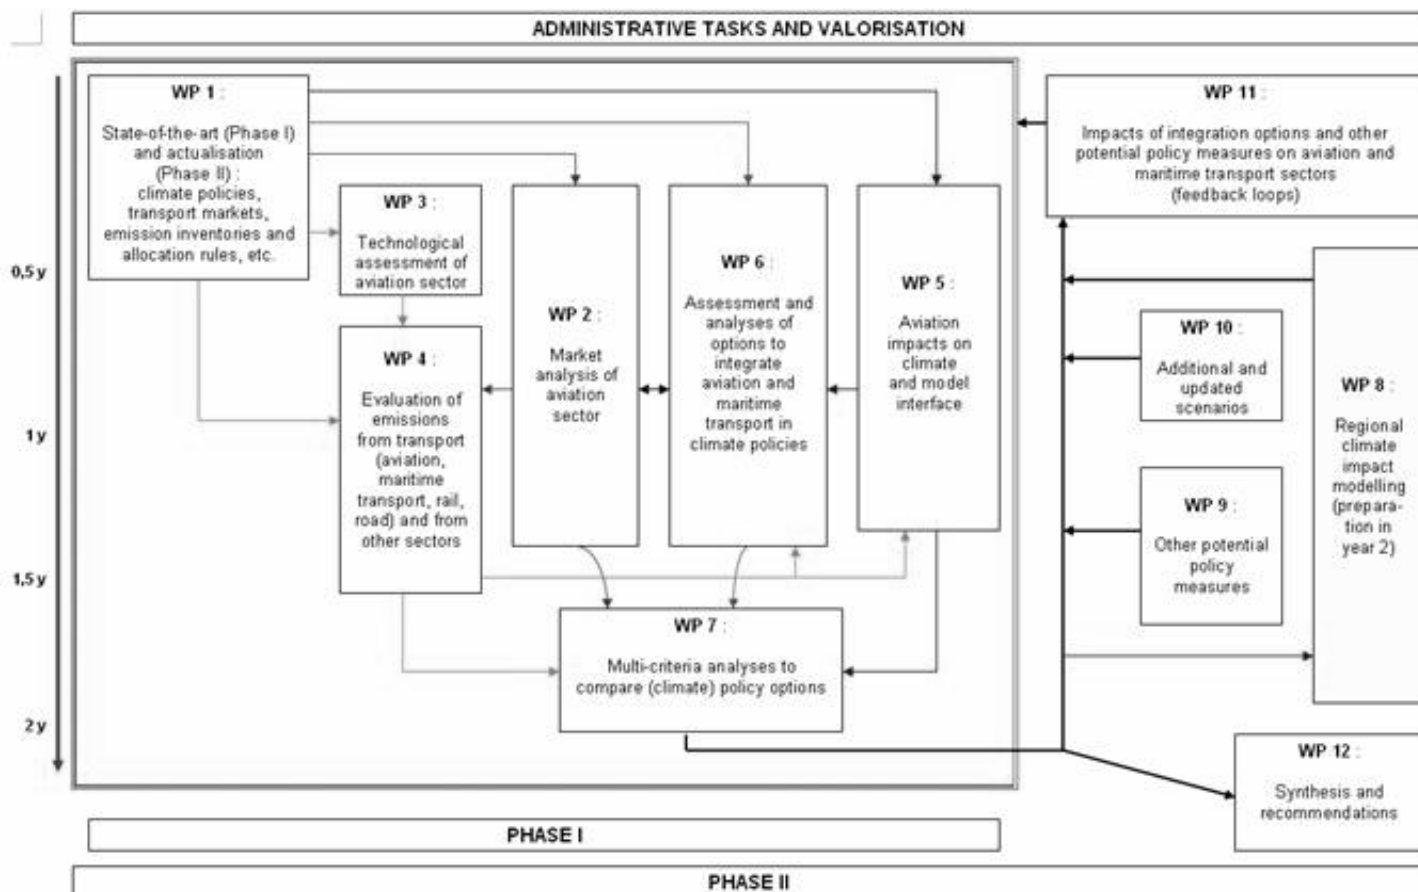 ADMINISTRATIVE TASKS AND VALORISATION
WP 1 :
State-of-the-art (Phase I)
and actualisation
(Phase II) :
climate policies,
transport markets,
emission inventories and
allocation rules, etc.
WP 3 :
Technological
assessment of
aviation sector
WP 4 :
Evaluation of
emissions
from transport
(aviation,
maritime
transport, rail,
road) and from
other sectors
WP 2 :
Market
analysis of
aviation
sector
WP 6 :
Assessment and
analyses of
options to
integrate
aviation and
maritime
transport in
climate policies
WP 5 :
Aviation
impacts on
climate
and model
interface
WP 7 :
Multi-criteria analyses to
compare (climate) policy options
WP 11 :
Impacts of integration options and other
potential policy measures on aviation and
maritime transport sectors
(feedback loops)
WP 10 :
Additional and
updated
scenarios
WP 9 :
Other potential
policy
measures
WP 8 :
Regional
climate
impact
modelling
(prepara-
tion in
year 2)
WP 12 :
Synthesis and
recommendations
0,5 y
1 y
1,5 y
2 y
PHASE I
PHASE II